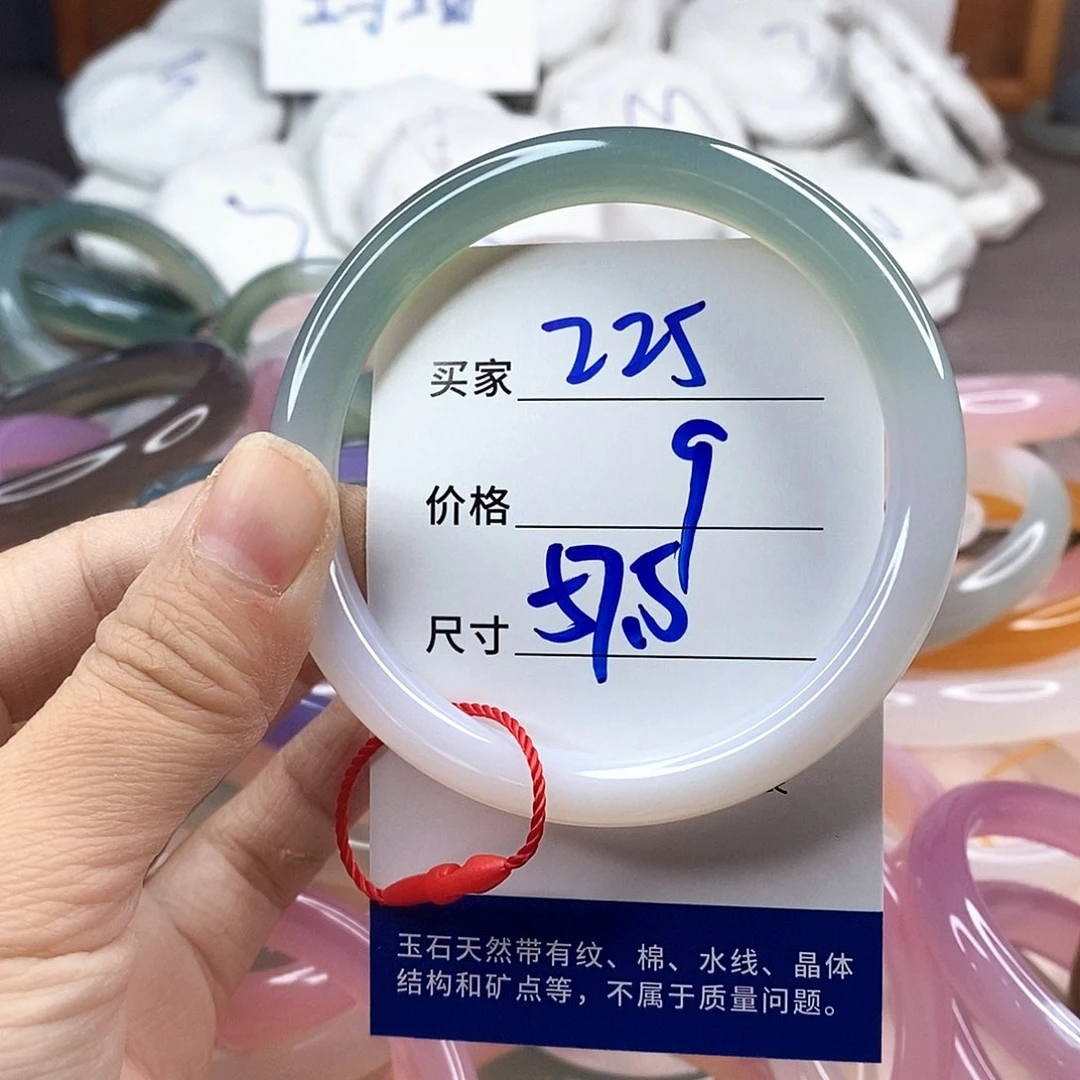 买家 225
价格 9
尺寸 57.5
玉石天然带有纹、棉、水线、晶体
结构和矿点等，不属于质量问题。